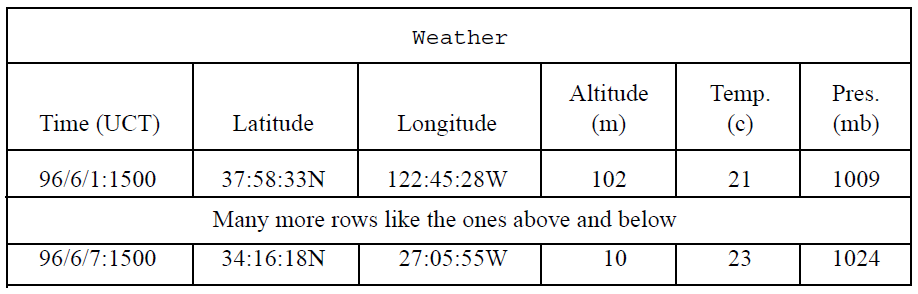 Weather
Time (UCT) Latitude Longitude Altitude (m) Temp. (c) Pres. (mb)
96/6/1:1500 37:58:33N 122:45:28W 102 21 1009
Many more rows like the ones above and below
96/6/7:1500 34:16:18N 27:05:55W 10 23 1024